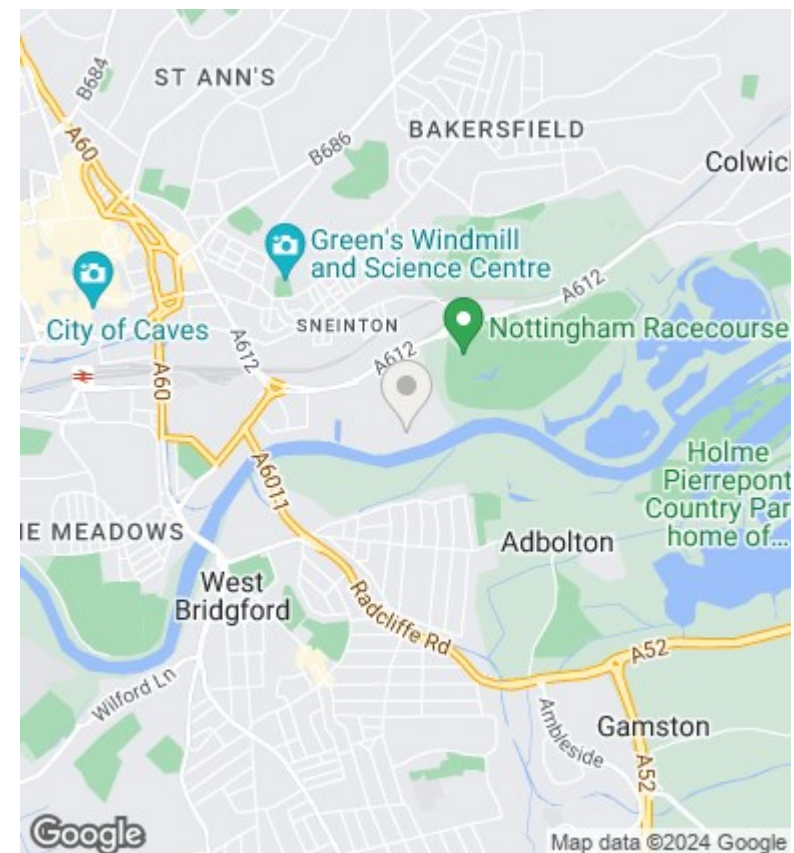 ST ANN'S
B684
BAKERSFIELD
A60
B686
Colwic
Green's Windmill
and Science Centre
A612
City of Caves
SNEINTON
Nottingham Racecourse
A612
A612
A60
Holme
Pierrepont
Country Par
home of...
A6011
E MEADOWS
Adbolton
West
Bridgford
Radcliffe Rd
A52
Wilford Ln
Ambleside
Gamston
A52
Google
Map data ©2024 Google